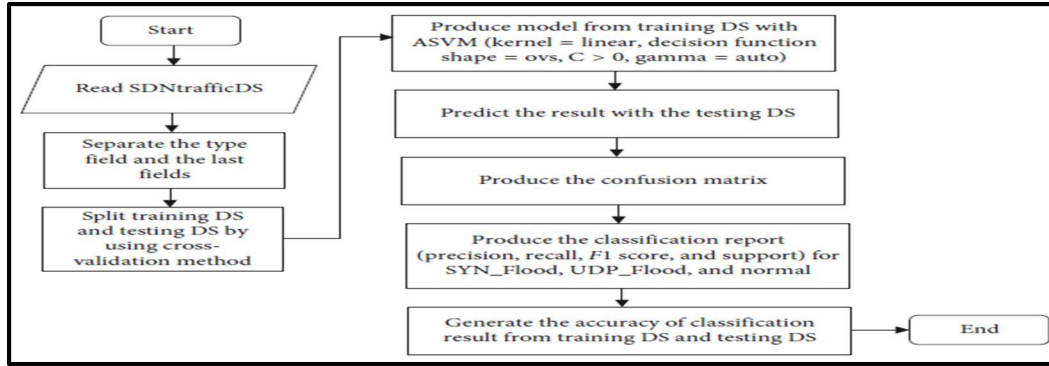 Start
Read SDNtrafficDS
Separate the type
field and the last
fields
Split training DS
and testing DS by
using cross-
validation method
Produce model from training DS with
ASVM (kernel = linear, decision function
shape = ovs, C > 0, gamma = auto)
Predict the result with the testing DS
Produce the confusion matrix
Produce the classification report
(precision, recall, F1 score, and support) for
SYN_Flood, UDP_Flood, and normal
Generate the accuracy of classification
result from training DS and testing DS
End